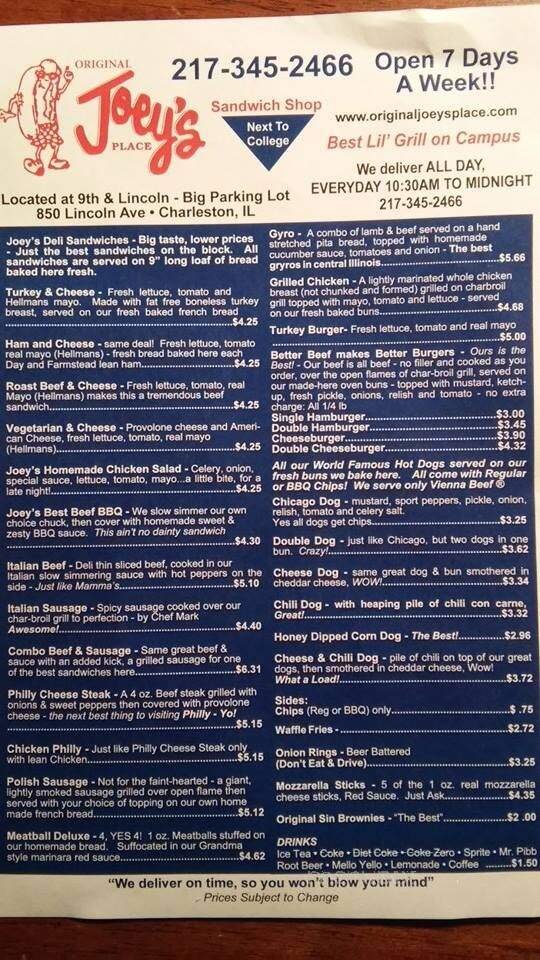 ORIGINAL
Joey's
PLACE
217-345-2466
Open 7 Days
A Week!!
Sandwich Shop
Next To
College
www.originaljoeysplace.com
Best Lil' Grill on Campus
We deliver ALL DAY,
EVERYDAY 10:30AM TO MIDNIGHT
217-345-2466
Located at 9th & Lincoln - Big Parking Lot
850 Lincoln Ave • Charleston, IL
Joey's Deli Sandwiches - Big taste, lower prices
- Just the best sandwiches on the block. All
sandwiches are served on 9" long loaf of bread
baked here fresh.
Turkey & Cheese - Fresh lettuce, tomato and
Hellmans mayo. Made with fat free boneless turkey
breast, served on our fresh baked french bread
$4.25
Ham and Cheese - same deal! Fresh lettuce, tomato
real mayo (Hellmans) - fresh bread baked here each
Day and Farmstead lean ham...$4.25
Roast Beef & Cheese - Fresh lettuce, tomato, real
Mayo (Hellmans) makes this a tremendous beef
sandwich...$4.25
Vegetarian & Cheese - Provolone cheese and Ameri-
can Cheese, fresh lettuce, tomato, real mayo
(Hellmans)...$4.25
Joey's Homemade Chicken Salad - Celery, onion,
special sauce, lettuce, tomato, mayo...a little bite, for a
late night!...$4.25
Joey's Best Beef BBQ - We slow simmer our own
choice chuck, then cover with homemade sweet &
zesty BBQ sauce. This ain't no dainty sandwich
...$4.30
Italian Beef - Deli thin sliced beef, cooked in our
Italian slow simmering sauce with hot peppers on the
side - Just like Mamma's...$5.10
Italian Sausage - Spicy sausage cooked over our
char-broil grill to perfection - by Chef Mark
Awesome!...$4.40
Combo Beef & Sausage - Same great beef &
sauce with an added kick, a grilled sausage for one
of the best sandwiches here...$6.31
Philly Cheese Steak - A 4 oz. Beef steak grilled with
onions & sweet peppers then covered with provolone
cheese - the next best thing to visiting Philly - Yo!
...$5.15
Chicken Philly - Just like Philly Cheese Steak only
with lean Chicken...$5.15
Polish Sausage - Not for the faint-hearted - a giant,
lightly smoked sausage grilled over open flame then
served with your choice of topping on our own home
made french bread...$5.12
Meatball Deluxe - 4, YES 4! 1 oz. Meatballs stuffed on
our homemade bread. Suffocated in our Grandma
style marinara red sauce...$4.62
Gyro - A combo of lamb & beef served on a hand
stretched pita bread, topped with homemade
cucumber sauce, tomatoes and onion - The best
gryros in central Illinois...$5.66
Grilled Chicken - A lightly marinated whole chicken
breast (not chunked and formed) grilled on charbroil
grill topped with mayo, tomato and lettuce - served
on our fresh baked buns...$4.68
Turkey Burger- Fresh lettuce, tomato and real mayo
...$5.00
Better Beef makes Better Burgers - Ours is the
Best! - Our beef is all beef - no filler and cooked as you
order, over the open flames of char-broil grill, served on
our made-here oven buns - topped with mustard, ketch-
up, fresh pickle, onions, relish and tomato - no extra
charge: All 1/4 lb
Single Hamburger...$3.00
Double Hamburger...$3.45
Cheeseburger...$3.90
Double Cheeseburger...$4.32
All our World Famous Hot Dogs served on our
fresh buns we bake here. All come with Regular
or BBQ Chips! We serve only Vienna Beef ®
Chicago Dog - mustard, sport peppers, pickle, onion,
relish, tomato and celery salt.
Yes all dogs get chips...$3.25
Double Dog - just like Chicago, but two dogs in one
bun. Crazy!...$3.62
Cheese Dog - same great dog & bun smothered in
cheddar cheese, WOW!...$3.34
Chili Dog - with heaping pile of chili con carne,
Great!...$3.32
Honey Dipped Corn Dog - The Best!...$2.96
Cheese & Chili Dog - pile of chili on top of our great
dogs, then smothered in cheddar cheese, Wow!
What a Load!...$3.72
Sides:
Chips (Reg or BBQ) only...$ .75
Waffle Fries -...$2.72
Onion Rings - Beer Battered
(Don't Eat & Drive)...$3.25
Mozzarella Sticks - 5 of the 1 oz. real mozzarella
cheese sticks, Red Sauce. Just Ask...$4.35
Original Sin Brownies - "The Best"...$2 .00
DRINKS
Ice Tea • Coke • Diet Coke • Coke Zero • Sprite • Mr. Pibb
Root Beer • Mello Yello • Lemonade • Coffee ...$1.50
"We deliver on time, so you won't blow your mind"
Prices Subject to Change